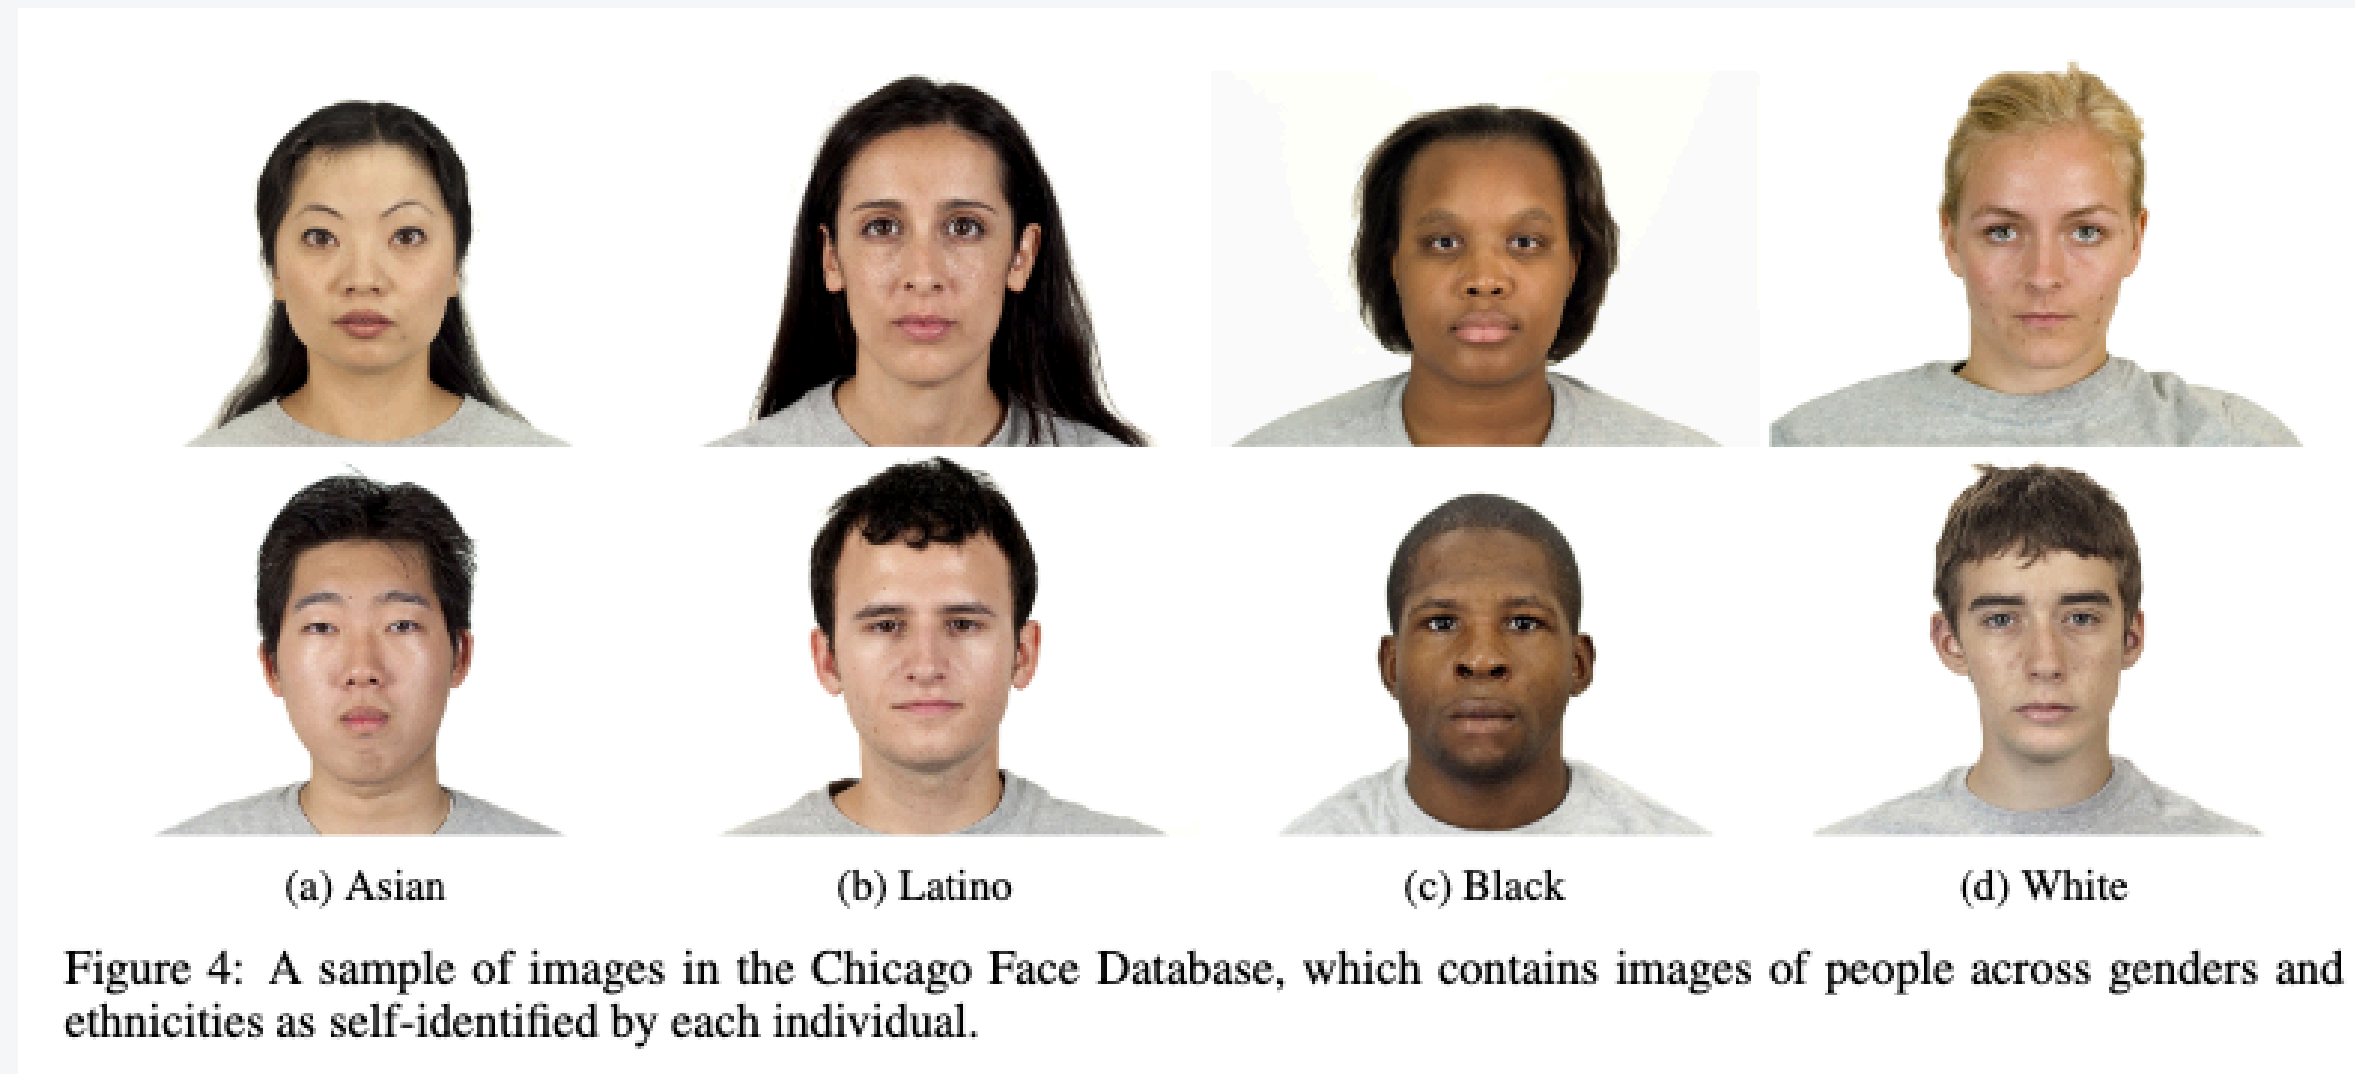 (a) Asian
(b) Latino
(c) Black
(d) White
Figure 4: A sample of images in the Chicago Face Database, which contains images of people across genders and
ethnicities as self-identified by each individual.